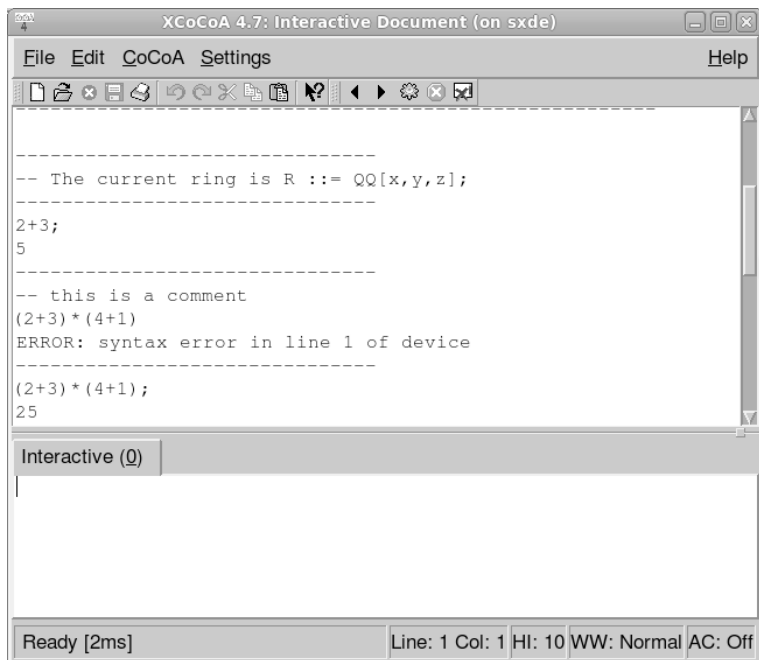 XCoCoA 4.7: Interactive Document (on sxde)
File Edit CoCoA Settings Help
-------------------------------------------------------
-------------------------------
-- The current ring is R ::= QQ[x,y,z];
-------------------------------
2+3;
5
-------------------------------
-- this is a comment
(2+3)*(4+1)
ERROR: syntax error in line 1 of device
-------------------------------
(2+3)*(4+1);
25
Interactive (0)
Ready [2ms] Line: 1 Col: 1 HI: 10 WW: Normal AC: Off